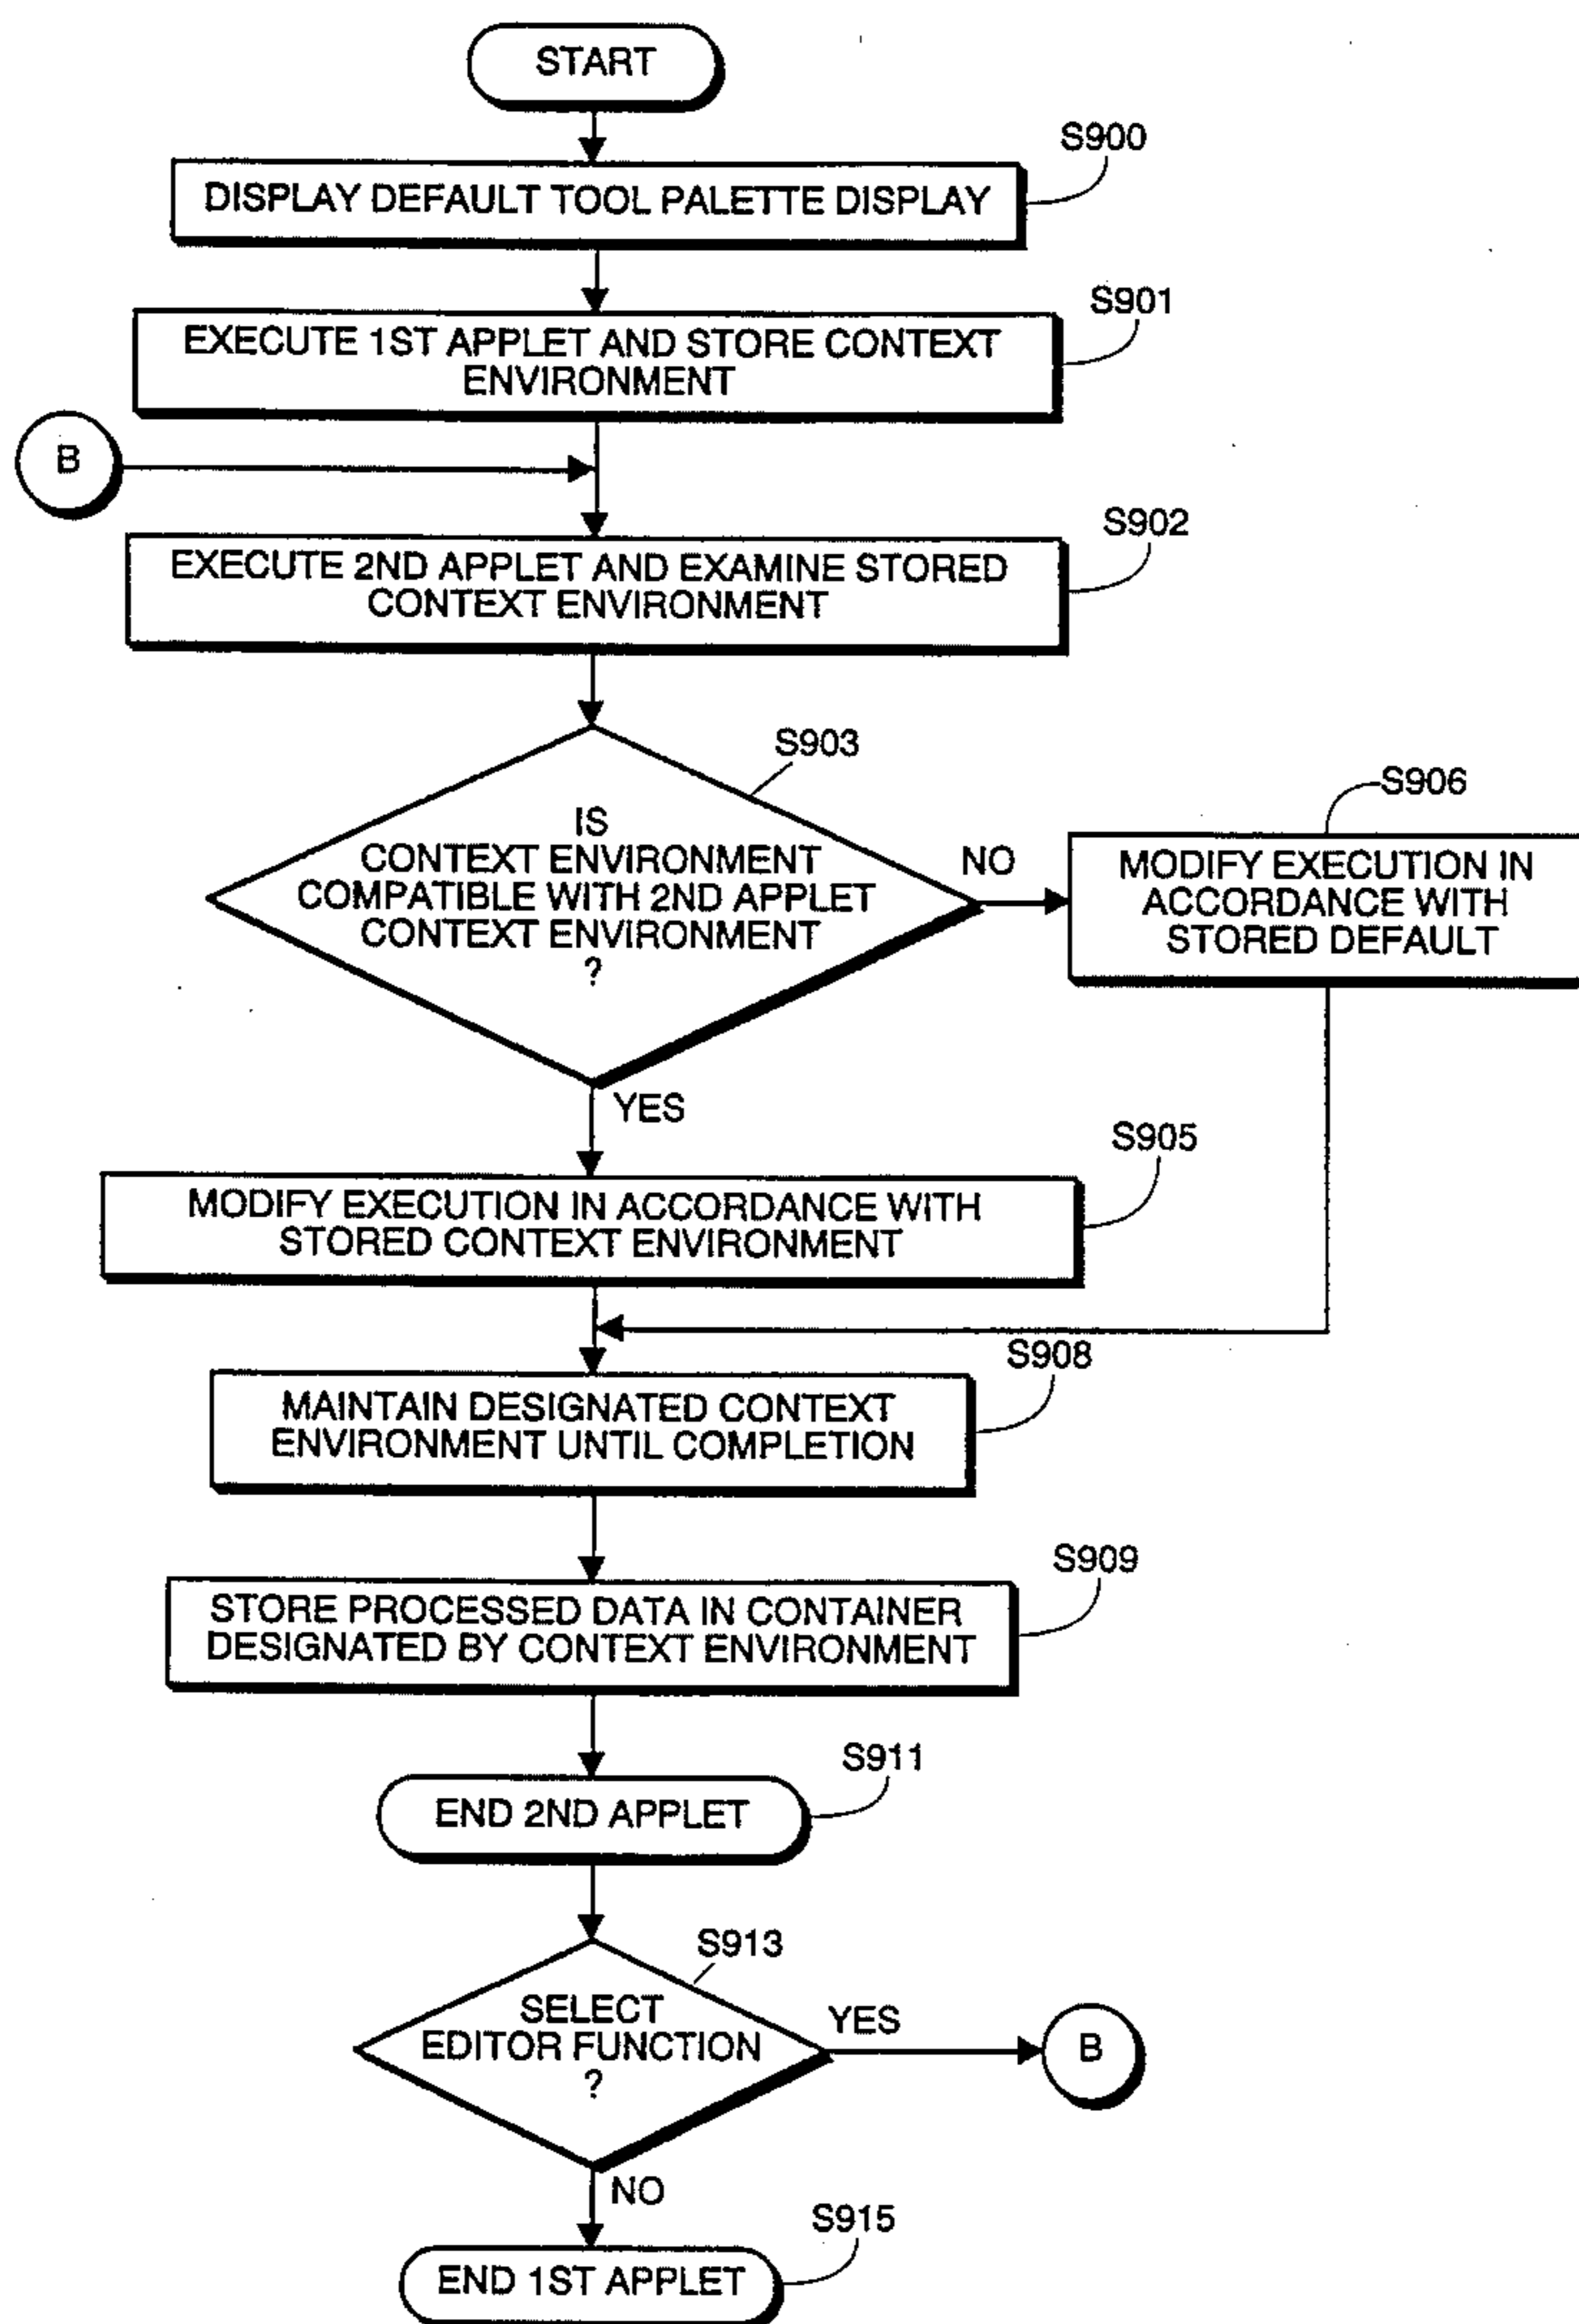 START
S900
DISPLAY DEFAULT TOOL PALETTE DISPLAY
S901
EXECUTE 1ST APPLET AND STORE CONTEXT
ENVIRONMENT
B
S902
EXECUTE 2ND APPLET AND EXAMINE STORED
CONTEXT ENVIRONMENT
S903
IS
CONTEXT ENVIRONMENT
COMPATIBLE WITH 2ND APPLET
CONTEXT ENVIRONMENT
?
NO
S906
MODIFY EXECUTION IN
ACCORDANCE WITH
STORED DEFAULT
YES
S905
MODIFY EXECUTION IN ACCORDANCE WITH
STORED CONTEXT ENVIRONMENT
S908
MAINTAIN DESIGNATED CONTEXT
ENVIRONMENT UNTIL COMPLETION
S909
STORE PROCESSED DATA IN CONTAINER
DESIGNATED BY CONTEXT ENVIRONMENT
S911
END 2ND APPLET
S913
SELECT
EDITOR FUNCTION
?
YES
B
NO
S915
END 1ST APPLET